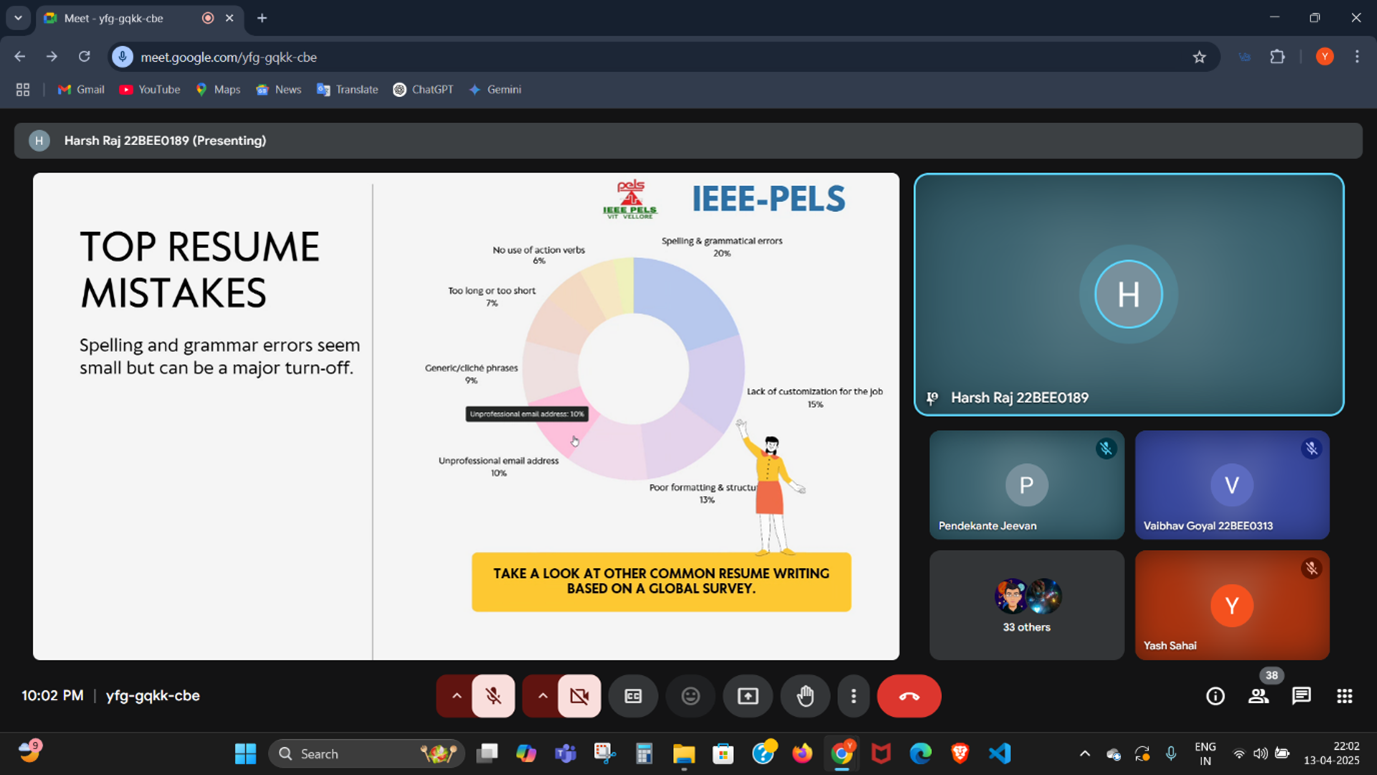 Meet - yfg-gqkk-cbe
meet.google.com/yfg-gqkk-cbe
Y
Gmail
YouTube
Maps
News
Translate
ChatGPT
Gemini
H
Harsh Raj 22BEE0189 (Presenting)
TOP RESUME
MISTAKES
Spelling and grammar errors seem
small but can be a major turn-off.
pels
IEEE PELS
VIT VELLORE
IEEE-PELS
Spelling & grammatical errors
20%
No use of action verbs
6%
Too long or too short
7%
Generic/cliché phrases
9%
Lack of customization for the job
15%
Unprofessional email address: 10%
Unprofessional email address
10%
Poor formatting & structu
13%
TAKE A LOOK AT OTHER COMMON RESUME WRITING
BASED ON A GLOBAL SURVEY.
H
Harsh Raj 22BEE0189
P
Pendekante Jeevan
V
Vaibhav Goyal 22BEE0313
33 others
Y
Yash Sahai
10:02 PM | yfg-gqkk-cbe
38
9
Search
ENG
IN
22:02
13-04-2025